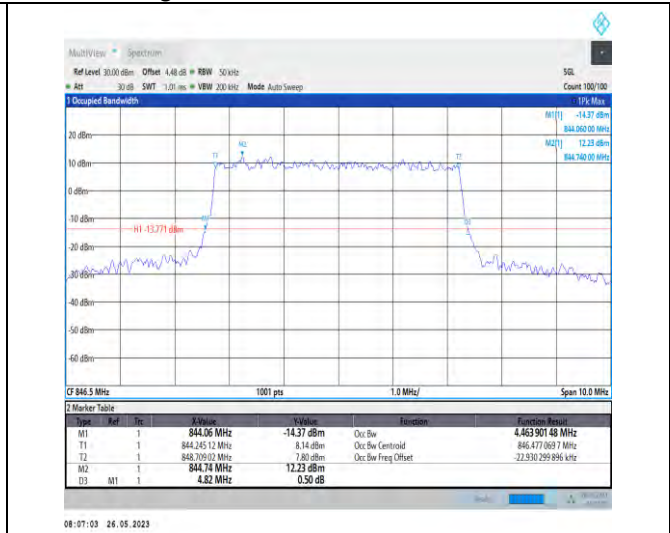 MultiView Spectrum
Ref Level 30.00 dBm Offset 4.48 dB RBW 50 kHz SGL
Att 30 dB SWT 1.01 ms VBW 200 kHz Mode Auto Sweep Count 100/100
1 Occupied Bandwidth 1Pk Max
M1[1] -14.37 dBm
844.060 00 MHz
M2[1] 12.23 dBm
844.740 00 MHz
20 dBm
M2
T1
T2
10 dBm
0 dBm
-10 dBm
H1 -13.771 dBm
-20 dBm
-30 dBm
-40 dBm
-50 dBm
-60 dBm
CF 846.5 MHz 1001 pts 1.0 MHz/ Span 10.0 MHz
2 Marker Table
Type Ref Trc X-Value Y-Value Function Function Result
M1 1 844.06 MHz -14.37 dBm Occ Bw 4.463 901 48 MHz
T1 1 844.245 12 MHz 8.14 dBm Occ Bw Centroid 846.477 069 7 MHz
T2 1 848.709 02 MHz 7.80 dBm Occ Bw Freq Offset -22.930 299 896 kHz
M2 1 844.74 MHz 12.23 dBm
D3 M1 1 4.82 MHz 0.50 dB
08:07:03 26.05.2023